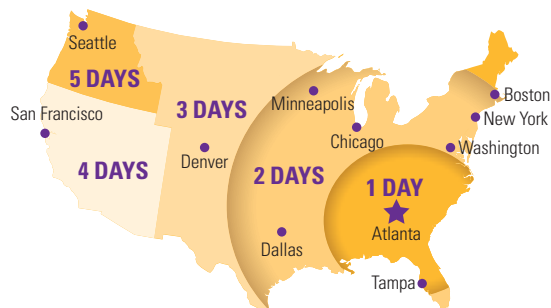 Seattle
5 DAYS
San Francisco
4 DAYS
3 DAYS
Denver
Minneapolis
Chicago
2 DAYS
Dallas
Boston
New York
Washington
1 DAY
Atlanta
Tampa